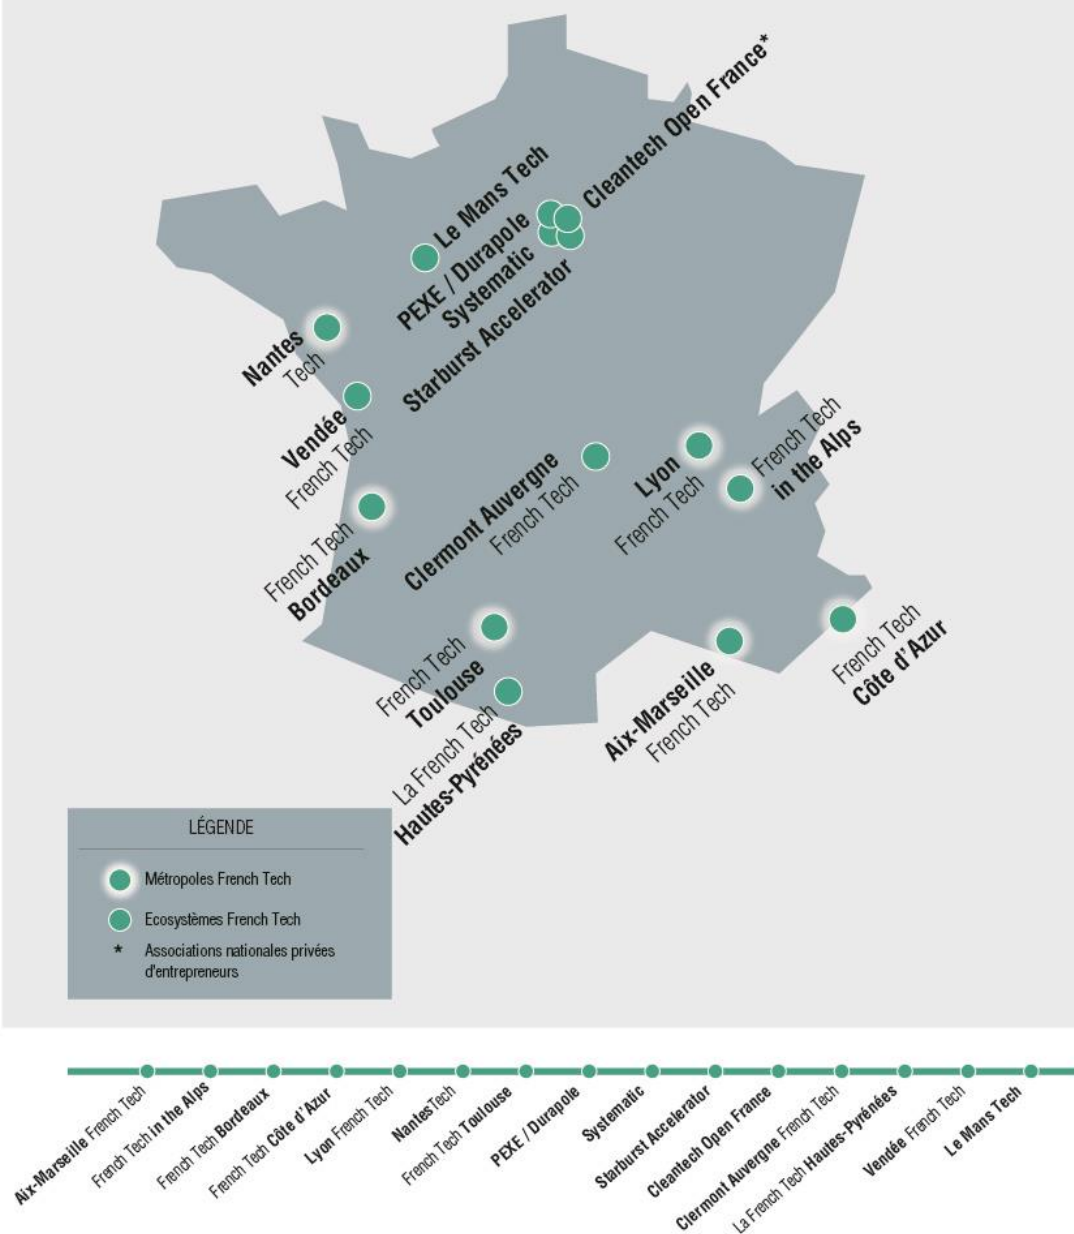 Cleantech Open France*
Le Mans Tech
PEXE / Durapole
Systematic
Starburst Accelerator
Nantes
Tech
Vendée
French Tech
Clermont Auvergne
French Tech
Lyon
French Tech
French Tech
in the Alps
French Tech
Bordeaux
French Tech
Toulouse
La French Tech
Hautes-Pyrénées
Aix-Marseille
French Tech
French Tech
Côte d'Azur
LÉGENDE
Métropoles French Tech
Ecosystèmes French Tech
* Associations nationales privées
d'entrepreneurs
Aix-Marseille French Tech
French Tech in the Alps
French Tech Bordeaux
French Tech Côte d'Azur
Lyon French Tech
NantesTech
French Tech Toulouse
PEXE / Durapole
Systematic
Starburst Accelerator
Cleantech Open France
Clermont Auvergne French Tech
La French Tech Hautes-Pyrénées
Vendée French Tech
Le Mans Tech